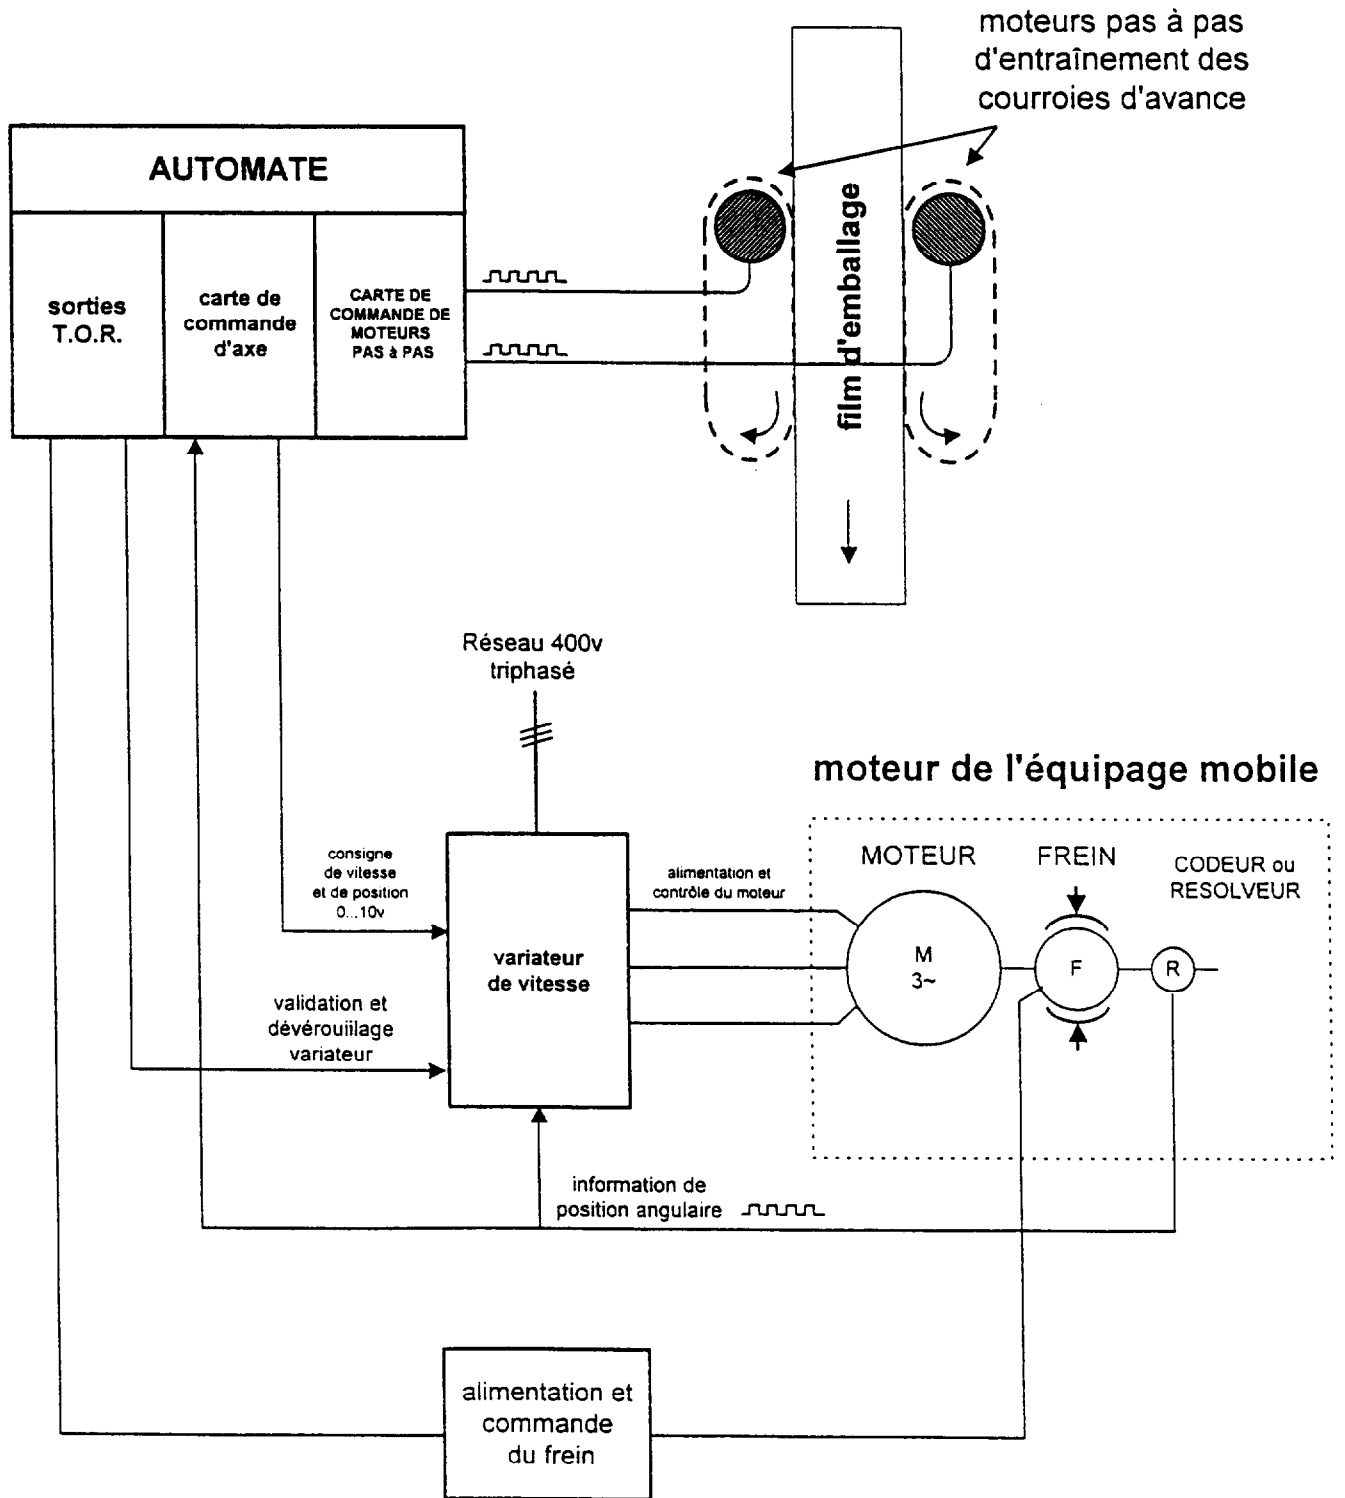 moteurs pas à pas
d'entraînement des
courroies d'avance
AUTOMATE
sorties
T.O.R.
carte de
commande
d'axe
CARTE DE
COMMANDE DE
MOTEURS
PAS à PAS
film d'emballage
Réseau 400v
triphasé
moteur de l'équipage mobile
consigne
de vitesse
et de position
0...10v
alimentation et
contrôle du moteur
MOTEUR
FREIN
CODEUR ou
RESOLVEUR
variateur
de vitesse
M
3~
F
R
validation et
dévérouiilage
variateur
information de
position angulaire
alimentation et
commande
du frein